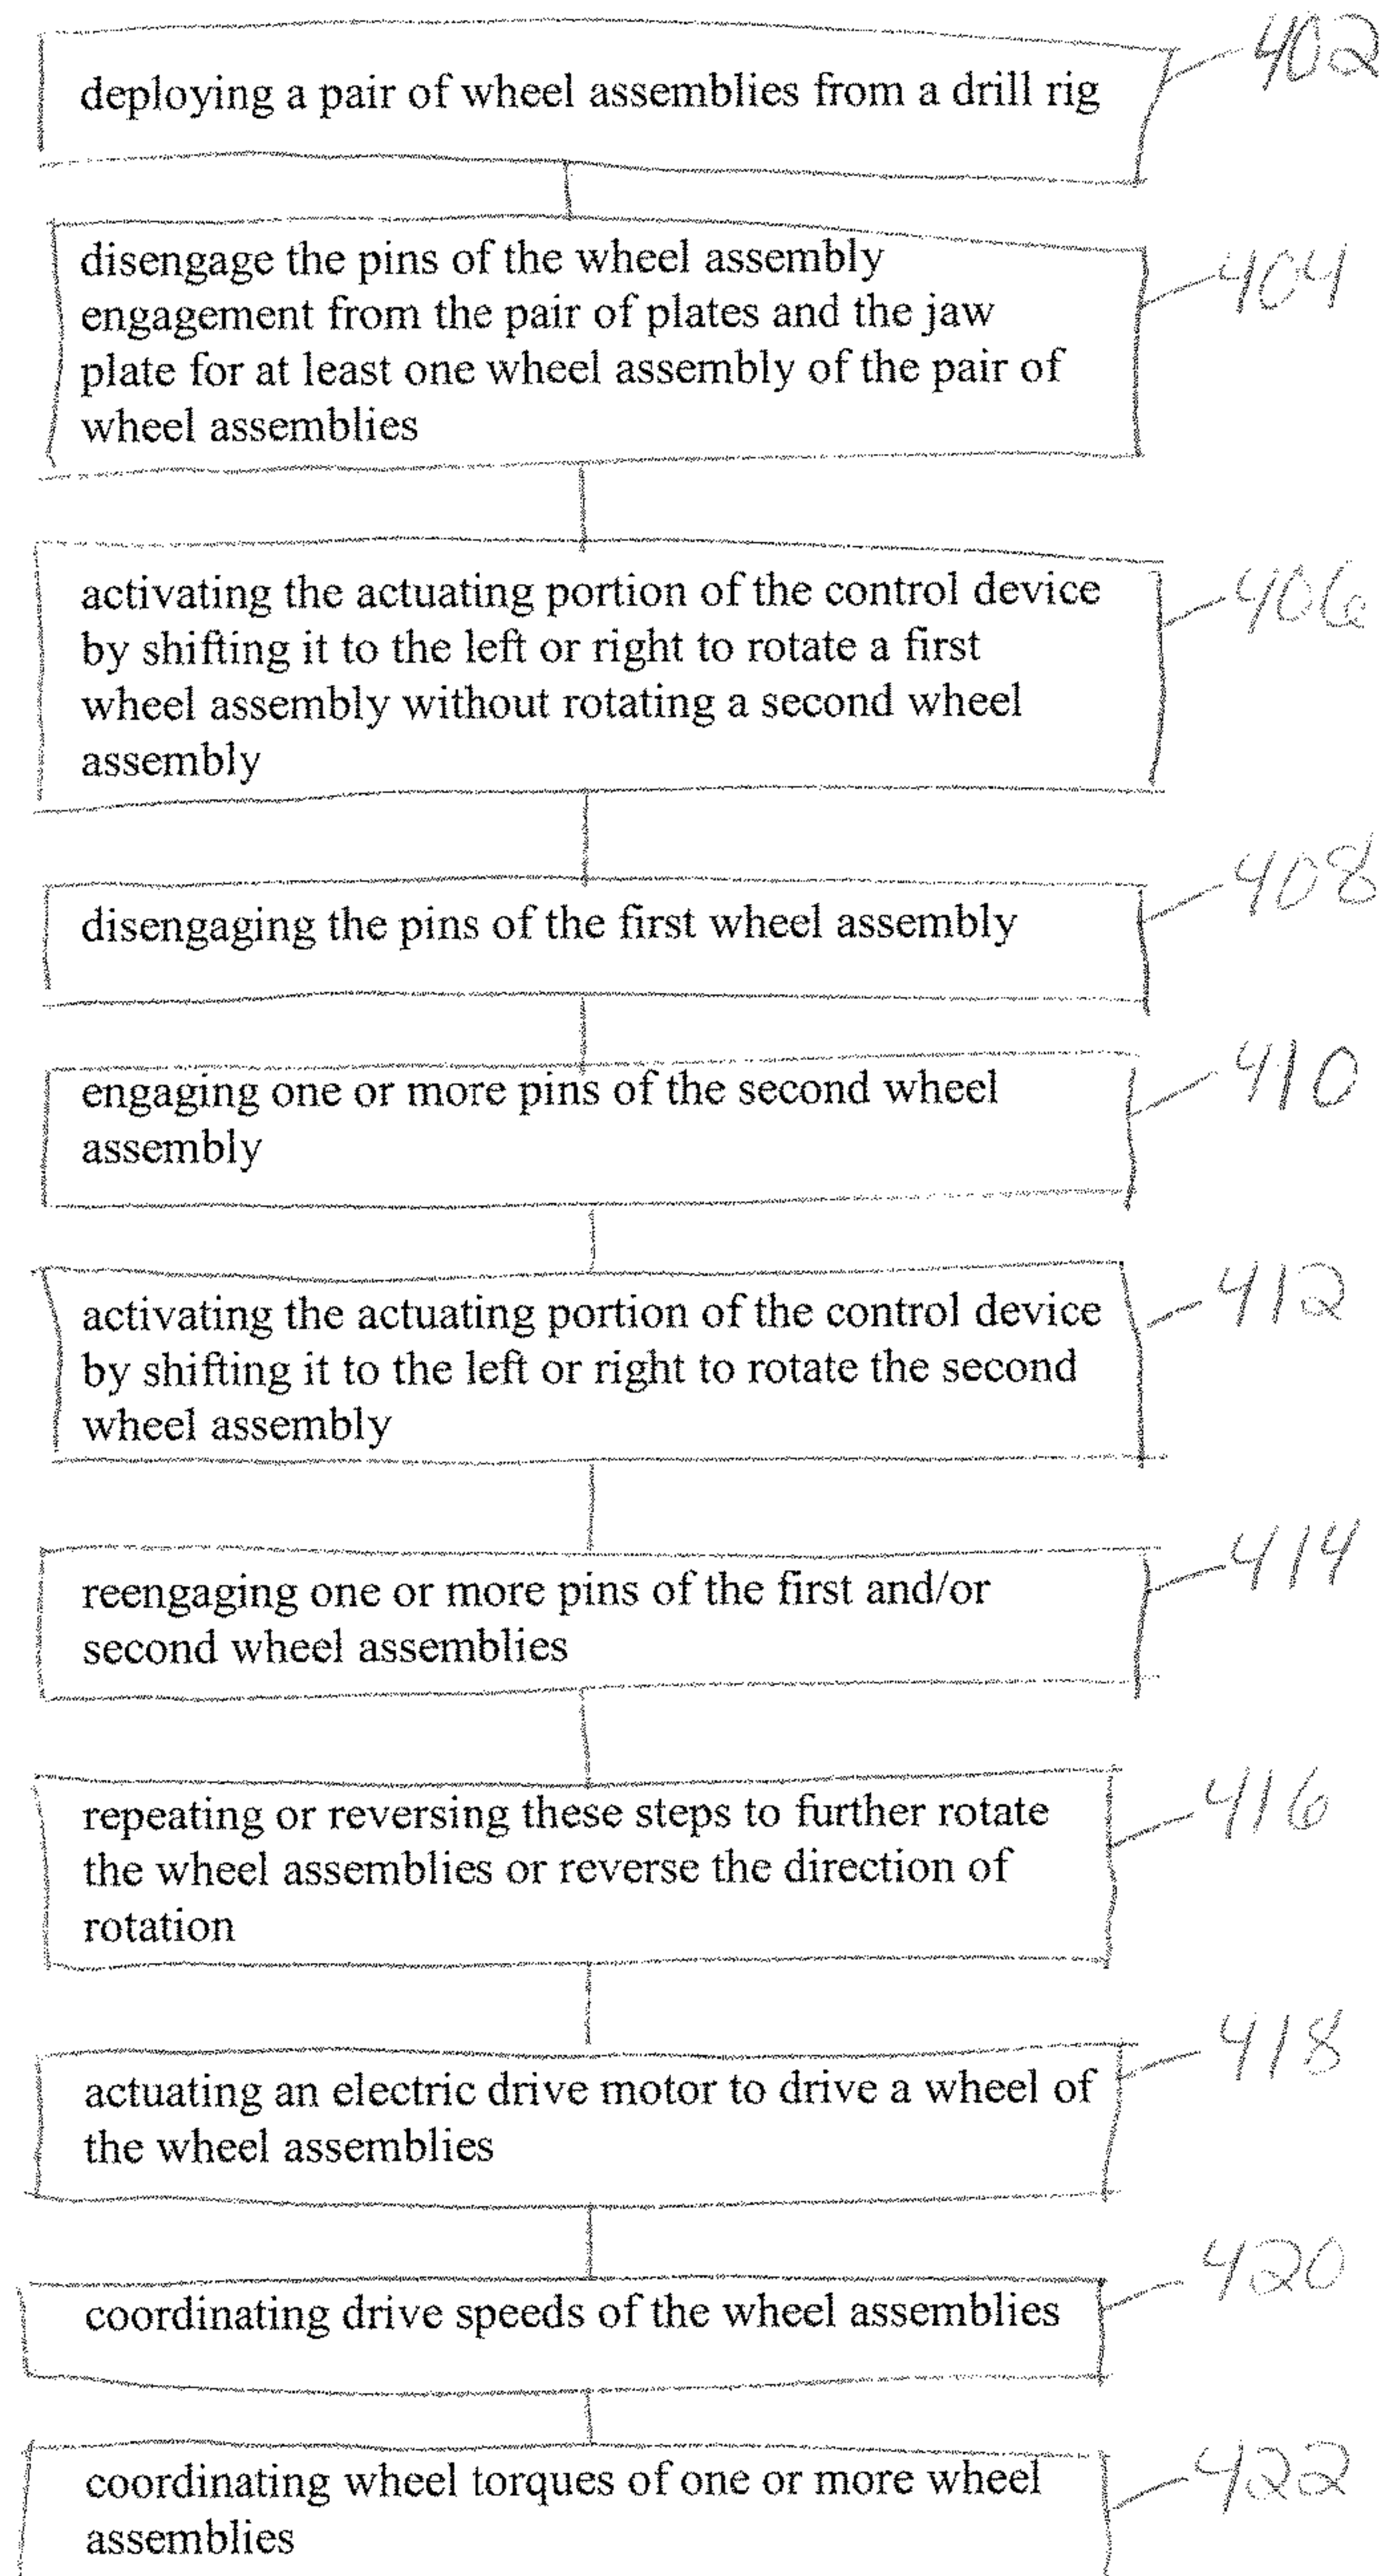 402
deploying a pair of wheel assemblies from a drill rig
404
disengage the pins of the wheel assembly
engagement from the pair of plates and the jaw
plate for at least one wheel assembly of the pair of
wheel assemblies
406
activating the actuating portion of the control device
by shifting it to the left or right to rotate a first
wheel assembly without rotating a second wheel
assembly
408
disengaging the pins of the first wheel assembly
410
engaging one or more pins of the second wheel
assembly
412
activating the actuating portion of the control device
by shifting it to the left or right to rotate the second
wheel assembly
414
reengaging one or more pins of the first and/or
second wheel assemblies
416
repeating or reversing these steps to further rotate
the wheel assemblies or reverse the direction of
rotation
418
actuating an electric drive motor to drive a wheel of
the wheel assemblies
420
coordinating drive speeds of the wheel assemblies
422
coordinating wheel torques of one or more wheel
assemblies